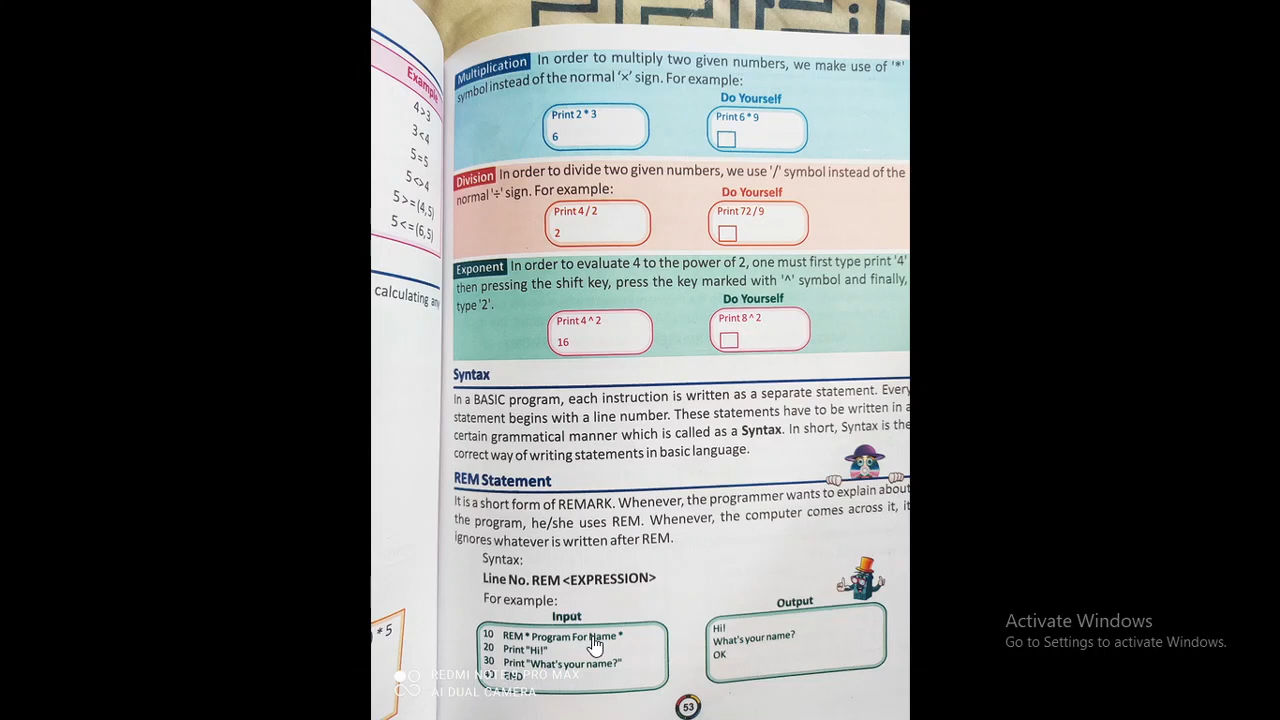 Example
4>3
3<4
5=5
5<>4
5>=(4,5)
5<=(6,5)
calculating any
*5
Multiplication In order to multiply two given numbers, we make use of '*'
symbol instead of the normal '×' sign. For example:
Do Yourself
Print 2 * 3
6
Print 6 * 9
Division In order to divide two given numbers, we use '/' symbol instead of the
normal '÷' sign. For example:
Do Yourself
Print 4 / 2
2
Print 72 / 9
Exponent In order to evaluate 4 to the power of 2, one must first type print '4'
then pressing the shift key, press the key marked with '^' symbol and finally,
type '2'.
Do Yourself
Print 4 ^ 2
16
Print 8 ^ 2
Syntax
In a BASIC program, each instruction is written as a separate statement. Every
statement begins with a line number. These statements have to be written in a
certain grammatical manner which is called as a Syntax. In short, Syntax is the
correct way of writing statements in basic language.
REM Statement
It is a short form of REMARK. Whenever, the programmer wants to explain about
the program, he/she uses REM. Whenever, the computer comes across it, it
ignores whatever is written after REM.
Syntax:
Line No. REM <EXPRESSION>
For example:
Input
10 REM * Program For Name *
20 Print "Hi!"
30 Print "What's your name?"
Output
Hi!
What's your name?
OK
53
REDMI NOTE 9 PRO MAX
AI DUAL CAMERA
Activate Windows
Go to Settings to activate Windows.